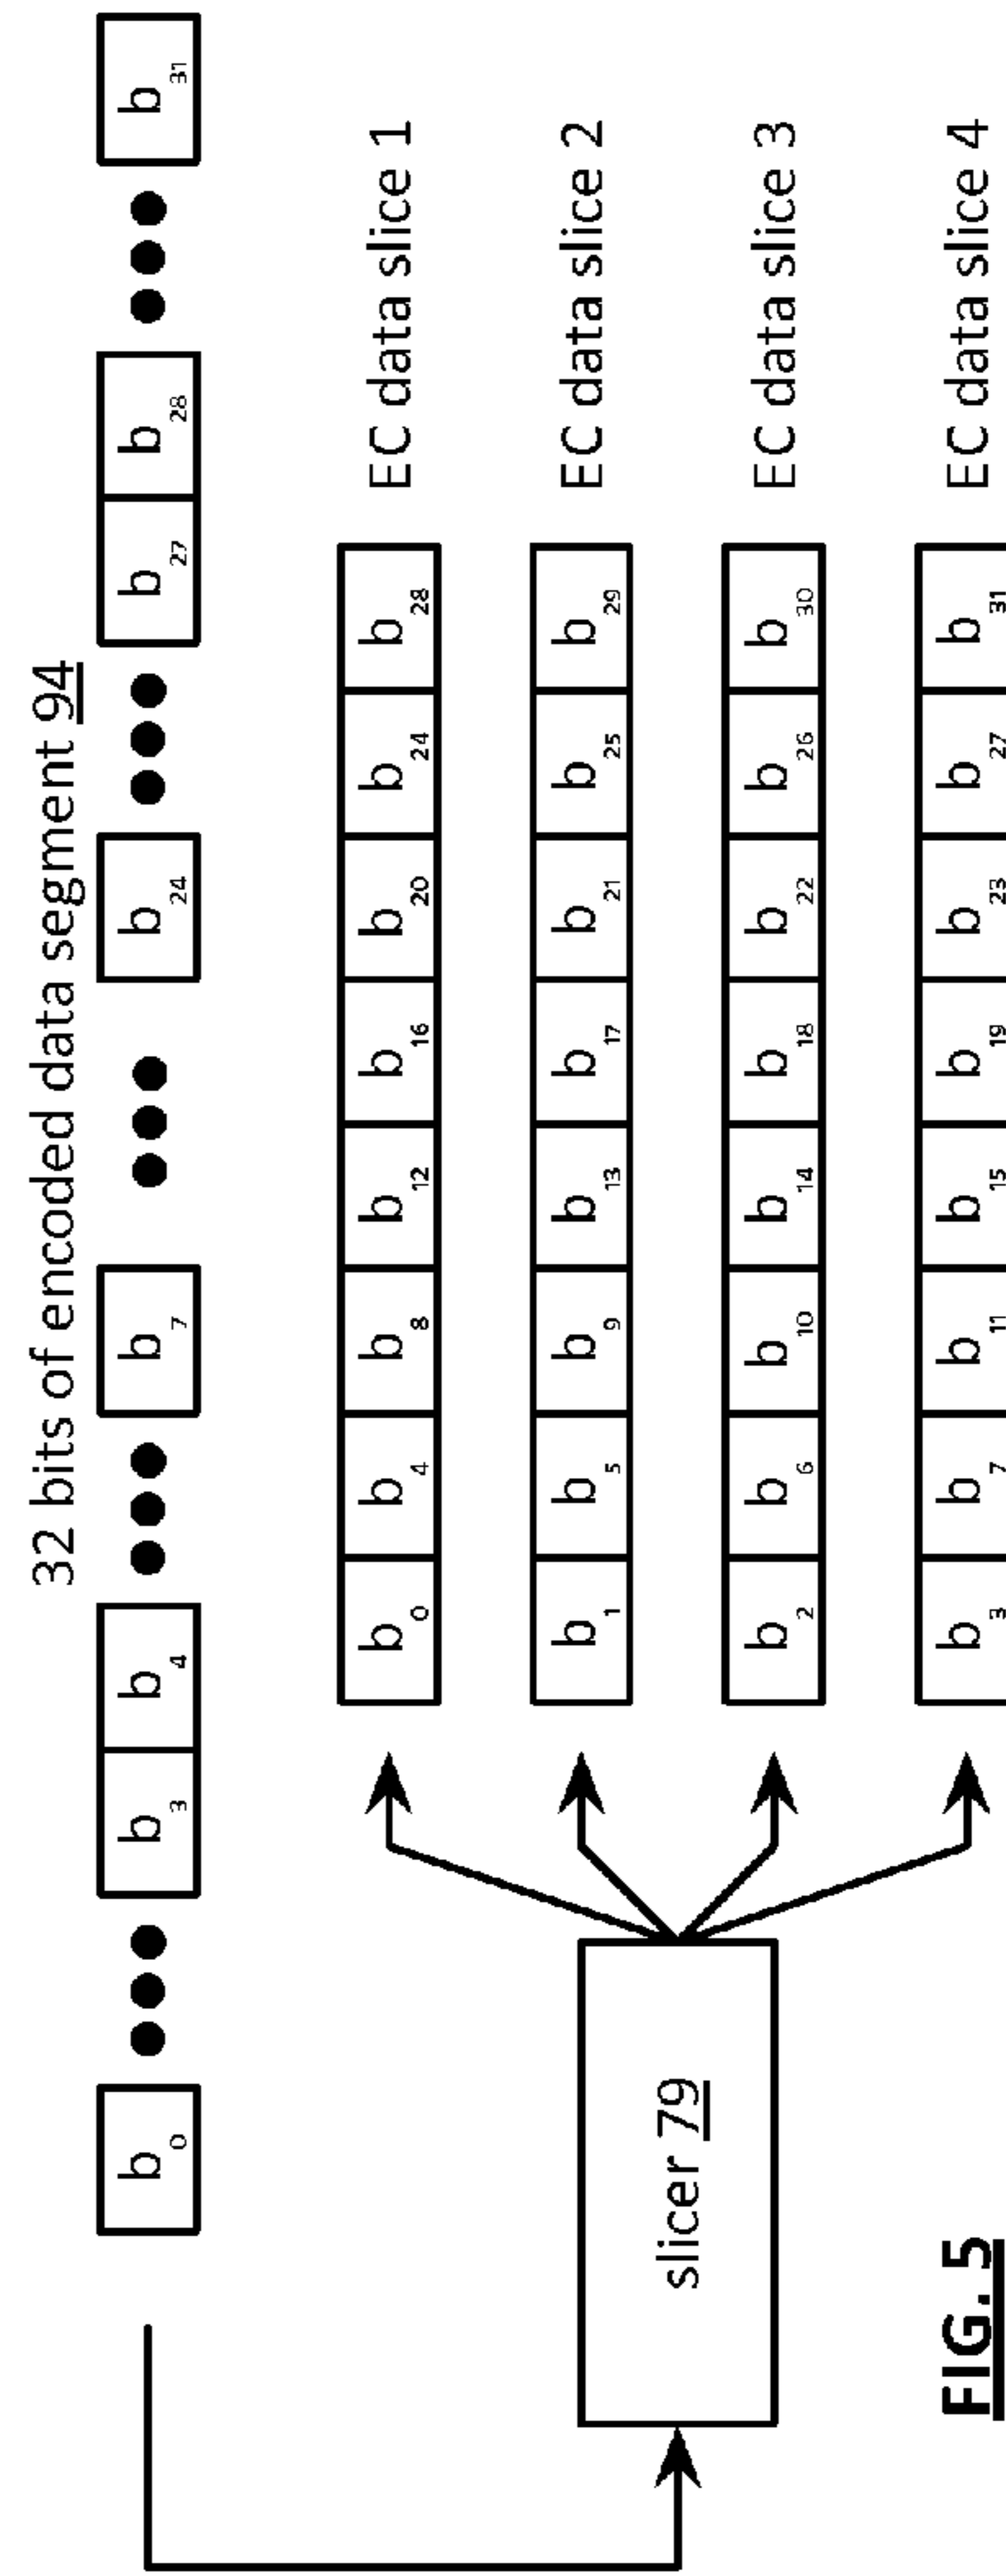 32 bits of encoded data segment 94
b0 ●●● b3 b4 ●●● b7 ●●● b24 ●●● b27 b28 ●●● b31
b0 b4 b8 b12 b16 b20 b24 b28 EC data slice 1
b1 b5 b9 b13 b17 b21 b25 b29 EC data slice 2
slicer 79
b2 b6 b10 b14 b18 b22 b26 b30 EC data slice 3
b3 b7 b11 b15 b19 b23 b27 b31 EC data slice 4
FIG. 5